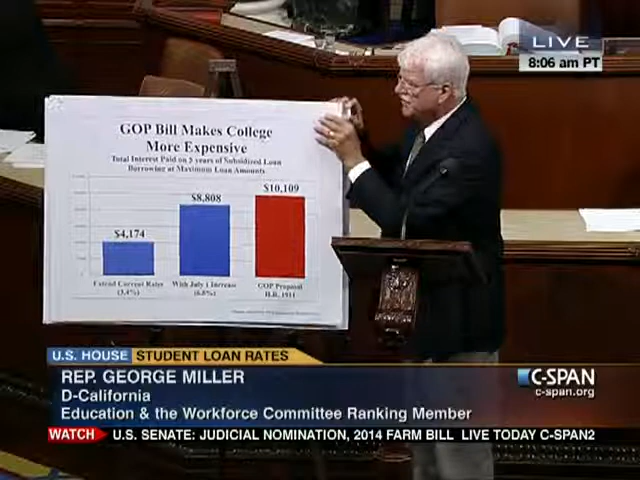 LIVE
8:06 am PT
GOP Bill Makes College
More Expensive
Total Interest Paid on 5 years of Subsidized Loan
Borrowing at Maximum Loan Amounts
$4,174
$8,808
$10,109
Extend Current Rates
(3.4%)
With July 1 Increase
(6.8%)
GOP Proposal
H.R. 1911
U.S. HOUSE STUDENT LOAN RATES
REP. GEORGE MILLER
D-California
Education & the Workforce Committee Ranking Member
C-SPAN
c-span.org
WATCH U.S. SENATE: JUDICIAL NOMINATION, 2014 FARM BILL LIVE TODAY C-SPAN2